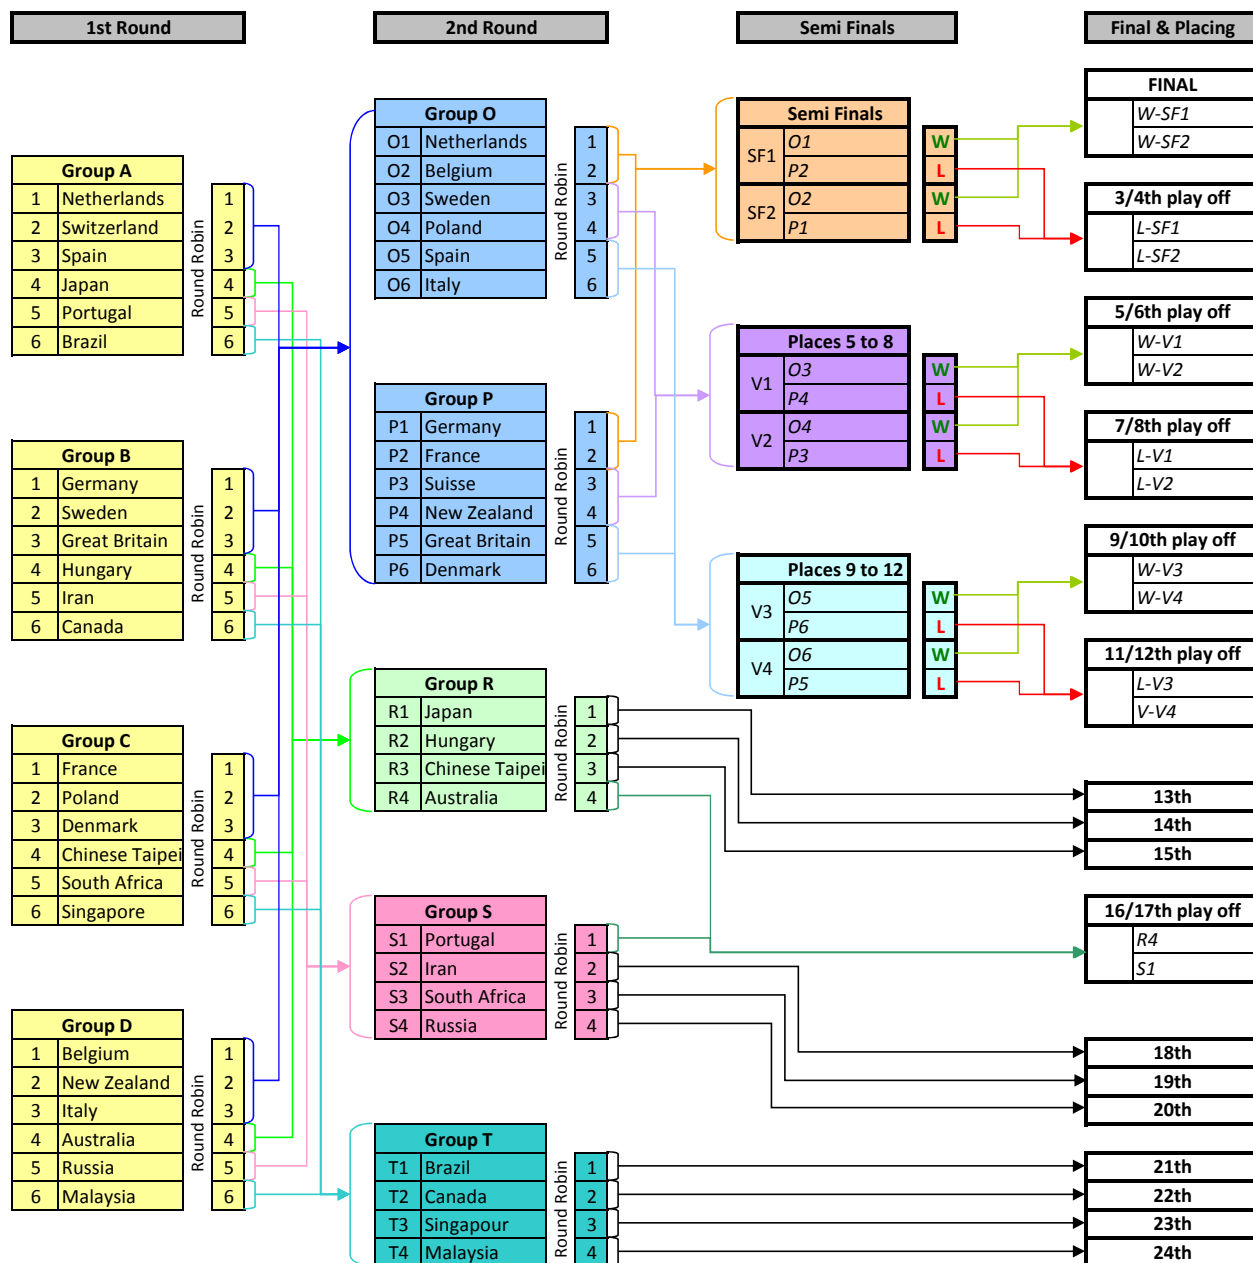 1st Round
2nd Round
Semi Finals
Final & Placing
Group A
1 Netherlands 1
2 Switzerland 2
3 Spain 3
4 Japan 4
5 Portugal 5
6 Brazil 6
Round Robin
Group B
1 Germany 1
2 Sweden 2
3 Great Britain 3
4 Hungary 4
5 Iran 5
6 Canada 6
Round Robin
Group C
1 France 1
2 Poland 2
3 Denmark 3
4 Chinese Taipei 4
5 South Africa 5
6 Singapore 6
Round Robin
Group D
1 Belgium 1
2 New Zealand 2
3 Italy 3
4 Australia 4
5 Russia 5
6 Malaysia 6
Round Robin
Group O
O1 Netherlands 1
O2 Belgium 2
O3 Sweden 3
O4 Poland 4
O5 Spain 5
O6 Italy 6
Round Robin
Group P
P1 Germany 1
P2 France 2
P3 Suisse 3
P4 New Zealand 4
P5 Great Britain 5
P6 Denmark 6
Round Robin
Group R
R1 Japan 1
R2 Hungary 2
R3 Chinese Taipei 3
R4 Australia 4
Round Robin
Group S
S1 Portugal 1
S2 Iran 2
S3 South Africa 3
S4 Russia 4
Round Robin
Group T
T1 Brazil 1
T2 Canada 2
T3 Singapour 3
T4 Malaysia 4
Round Robin
Semi Finals
SF1
O1 W
P2 L
SF2
O2 W
P1 L
Places 5 to 8
V1
O3 W
P4 L
V2
O4 W
P3 L
Places 9 to 12
V3
O5 W
P6 L
V4
O6 W
P5 L
FINAL
W-SF1
W-SF2
3/4th play off
L-SF1
L-SF2
5/6th play off
W-V1
W-V2
7/8th play off
L-V1
L-V2
9/10th play off
W-V3
W-V4
11/12th play off
L-V3
V-V4
13th
14th
15th
16/17th play off
R4
S1
18th
19th
20th
21th
22th
23th
24th